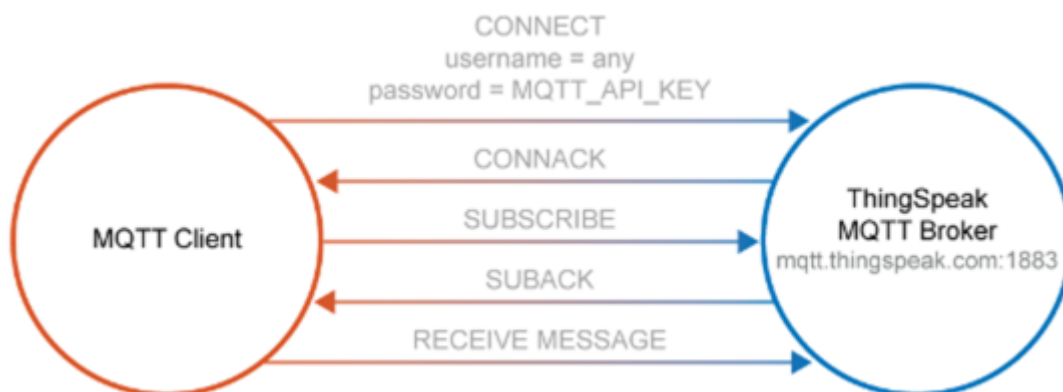 CONNECT
username = any
password = MQTT_API_KEY
CONNACK
MQTT Client
SUBSCRIBE
ThingSpeak
MQTT Broker
mqtt.thingspeak.com:1883
SUBACK
RECEIVE MESSAGE